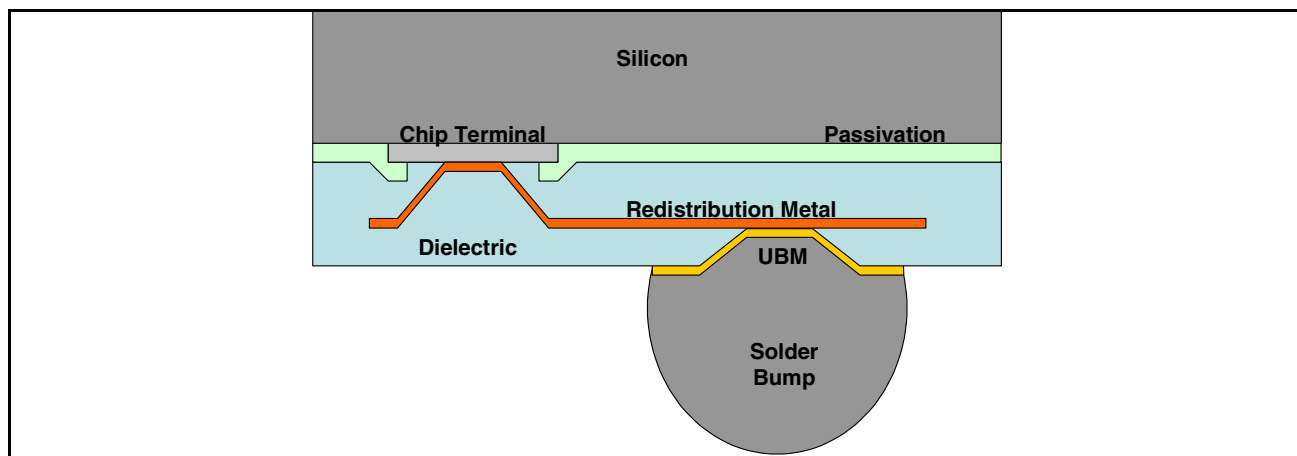 Silicon
Chip Terminal
Passivation
Redistribution Metal
Dielectric
UBM
Solder
Bump